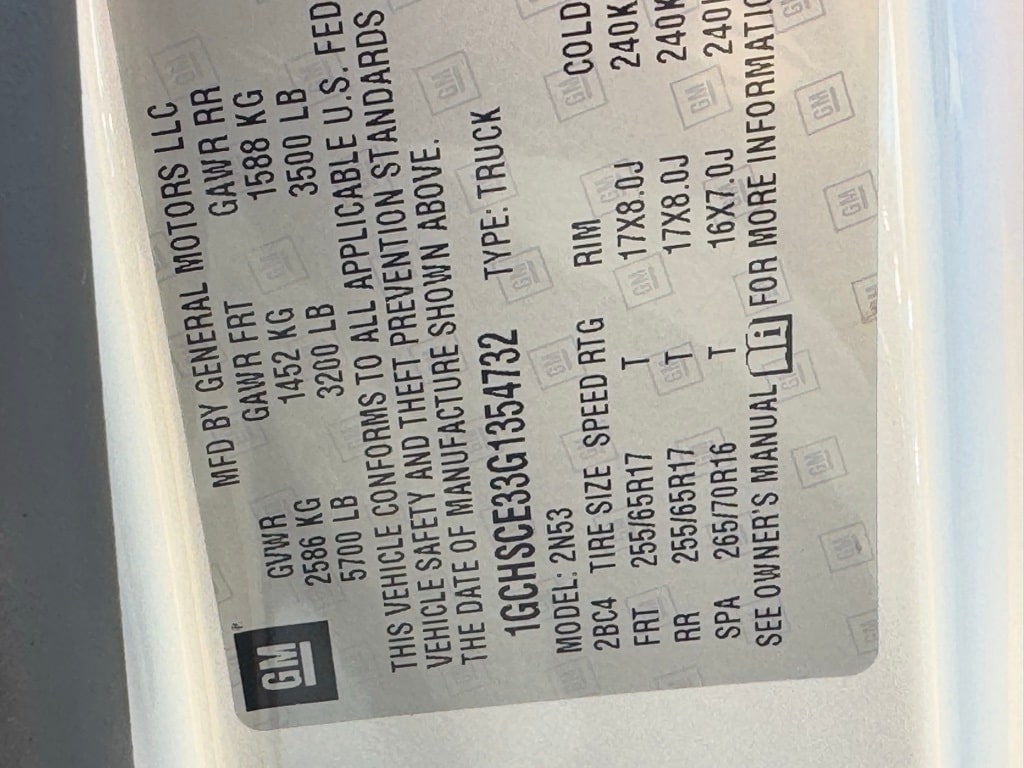 GM
MFD BY GENERAL MOTORS LLC
GVWR GAWR FRT GAWR RR
2586 KG 1452 KG 1588 KG
5700 LB 3200 LB 3500 LB
THIS VEHICLE CONFORMS TO ALL APPLICABLE U.S. FED
VEHICLE SAFETY AND THEFT PREVENTION STANDARDS
THE DATE OF MANUFACTURE SHOWN ABOVE.
1GCHSCE33G1354732 TYPE: TRUCK
MODEL: 2N53
2BC4 TIRE SIZE SPEED RTG RIM COLD
FRT 255/65R17 T 17X8.0J 240K
RR 255/65R17 T 17X8.0J 240K
SPA 265/70R16 T 16X7.0J 240
SEE OWNER'S MANUAL i FOR MORE INFORMATIO